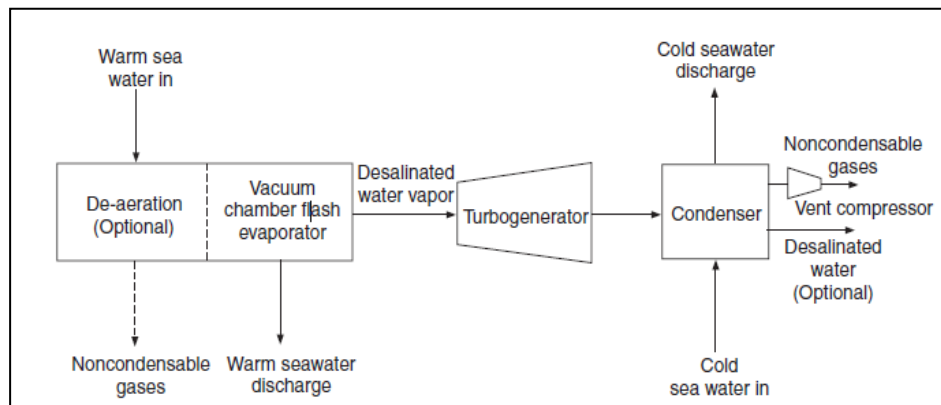 Warm sea
water in
De-aeration
(Optional)
Vacuum
chamber flash
evaporator
Noncondensable
gases
Warm seawater
discharge
Desalinated
water vapor
Turbogenerator
Cold seawater
discharge
Condenser
Cold
sea water in
Noncondensable
gases
Vent compressor
Desalinated
water
(Optional)